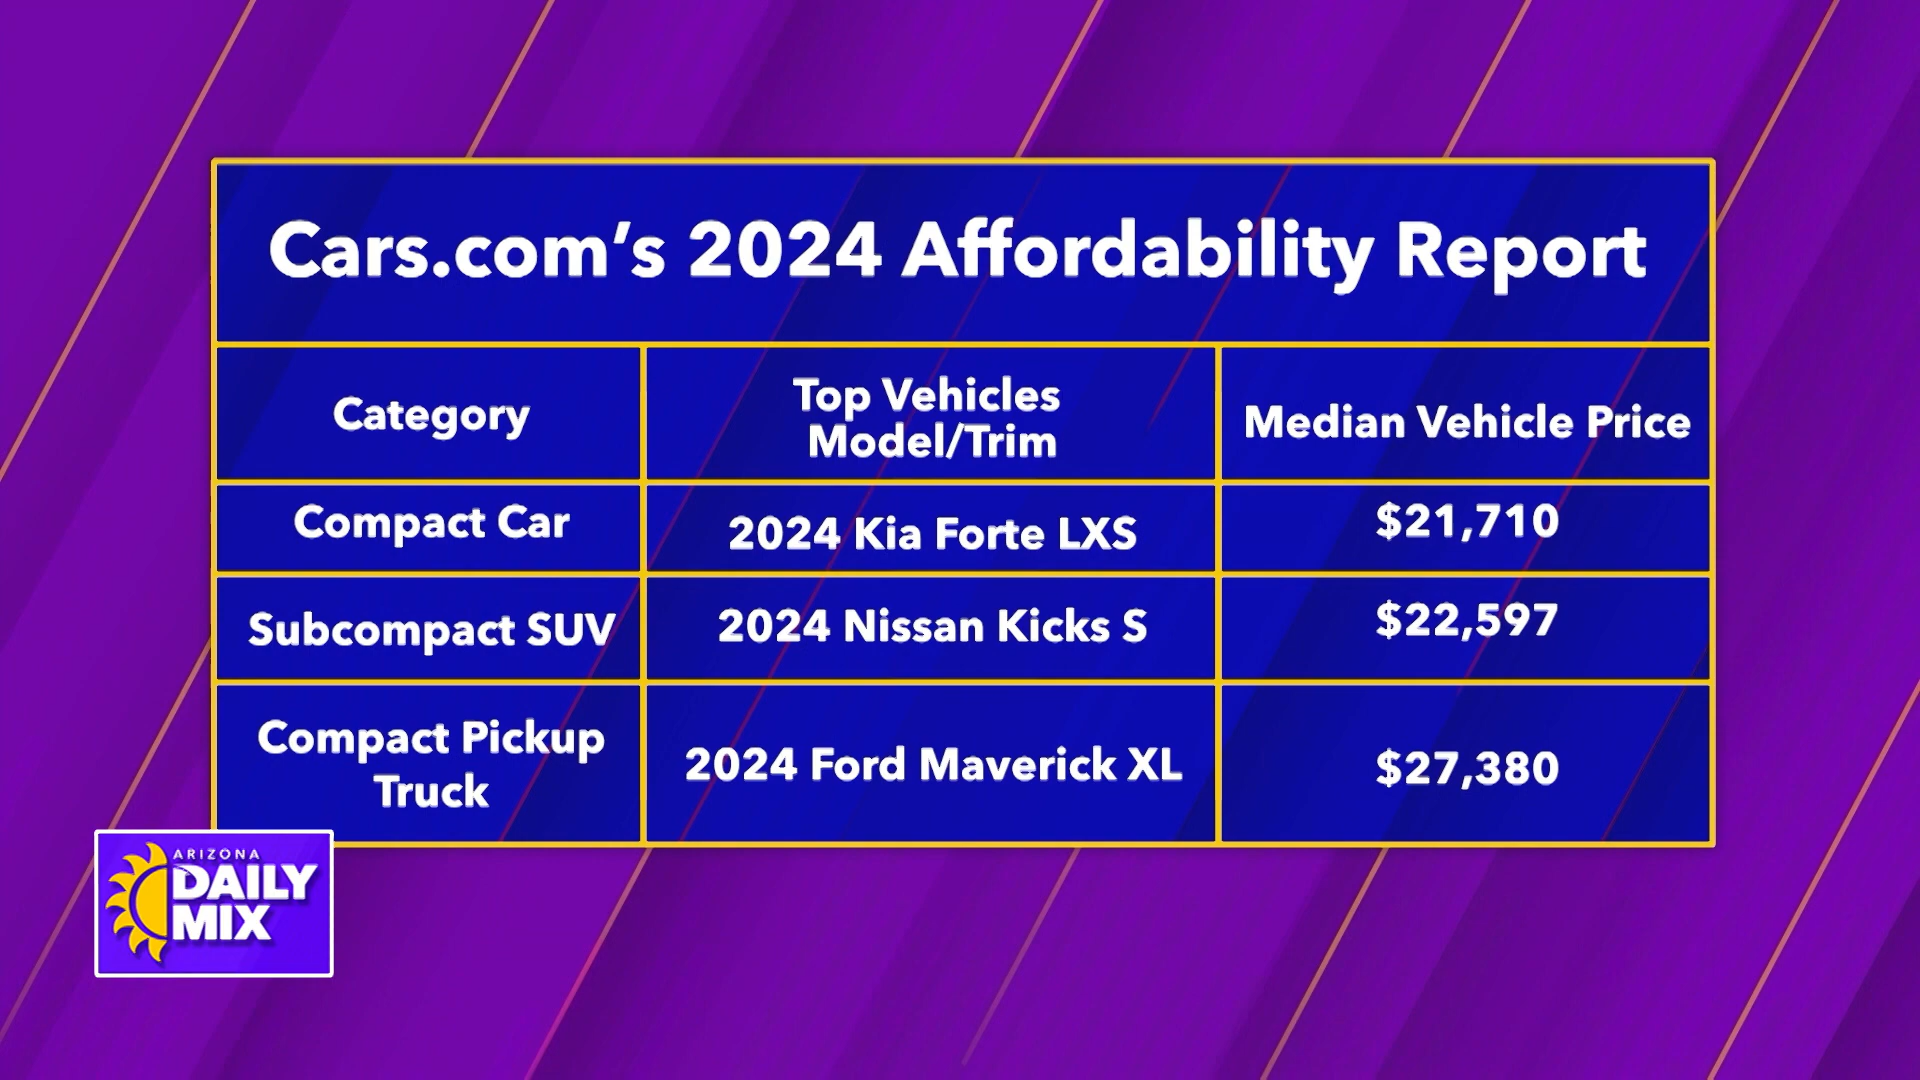 Cars.com’s 2024 Affordability Report
Category
Top Vehicles
Model/Trim
Median Vehicle Price
Compact Car
2024 Kia Forte LXS
$21,710
Subcompact SUV
2024 Nissan Kicks S
$22,597
Compact Pickup
Truck
2024 Ford Maverick XL
$27,380
ARIZONA
DAILY
MIX